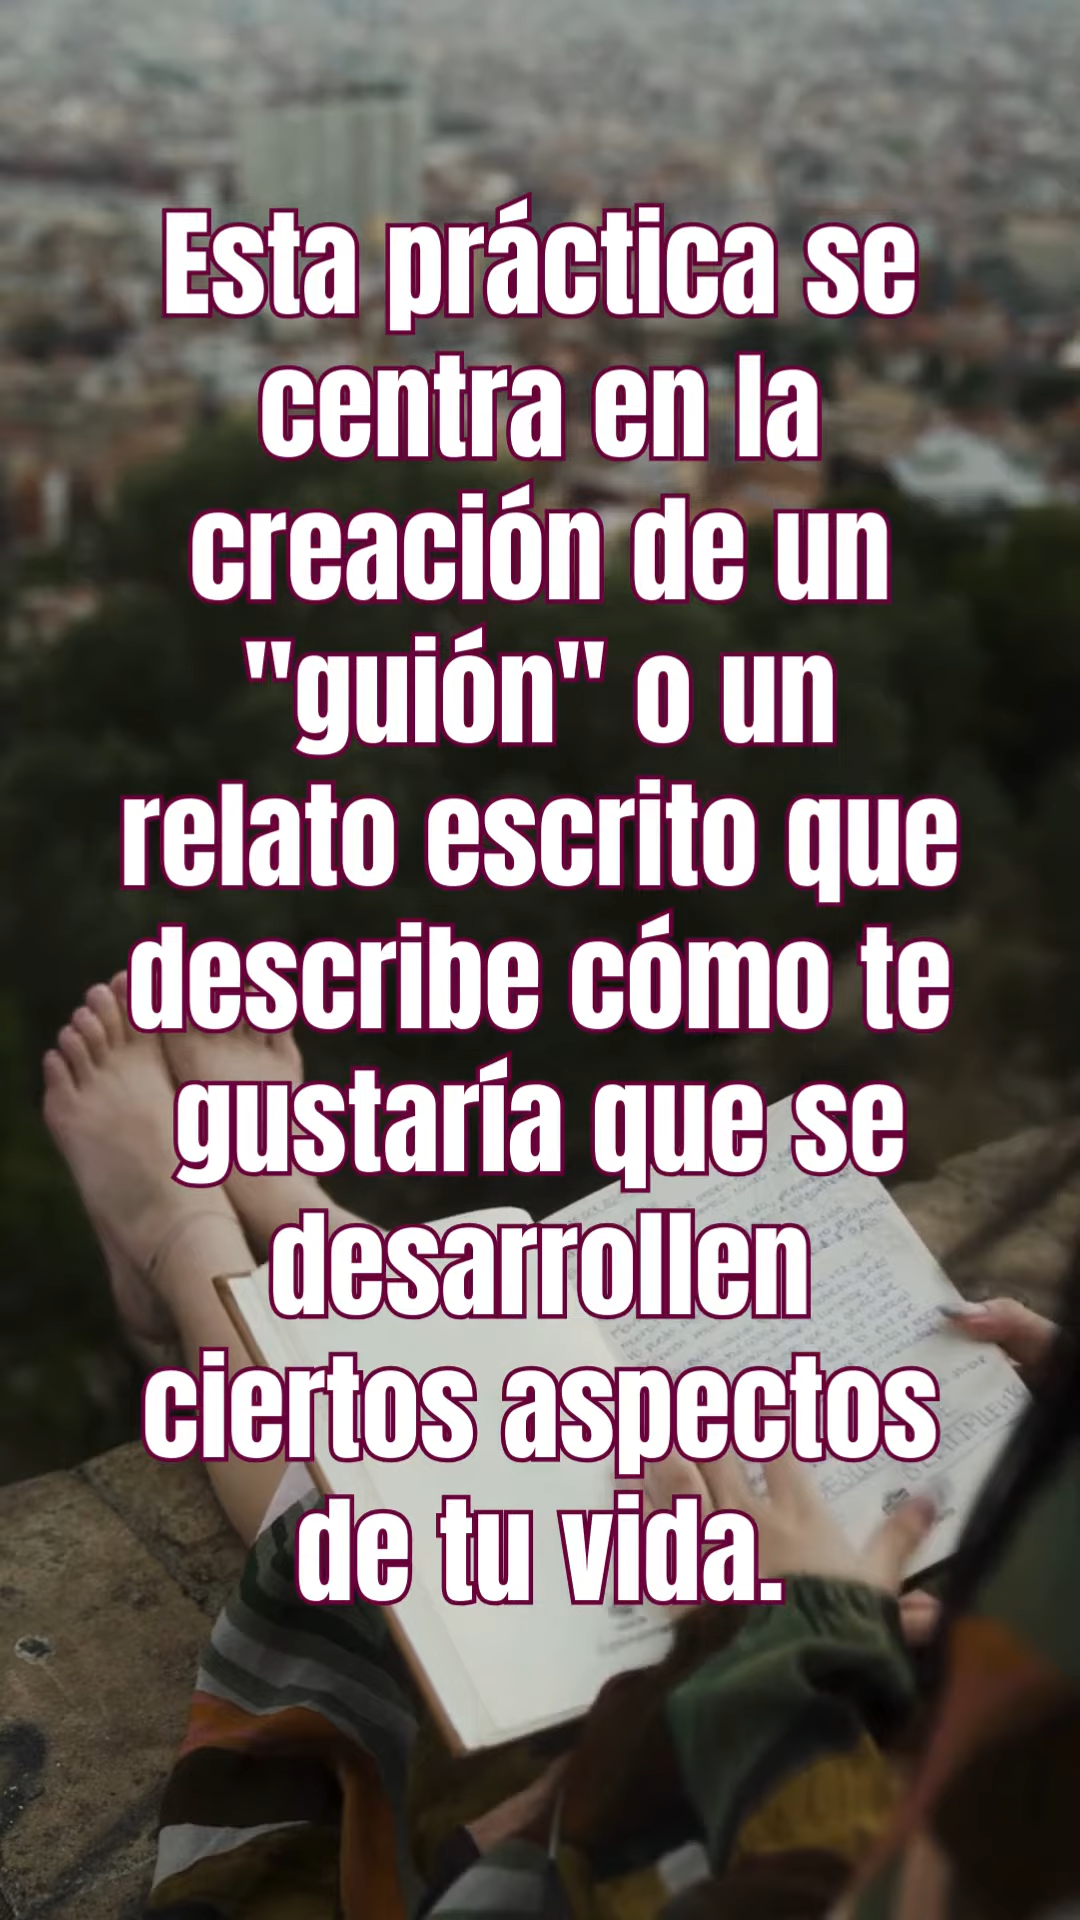 Esta práctica se
centra en la
creación de un
"guión" o un
relato escrito que
describe cómo te
gustaría que se
desarrollen
ciertos aspectos
de tu vida.